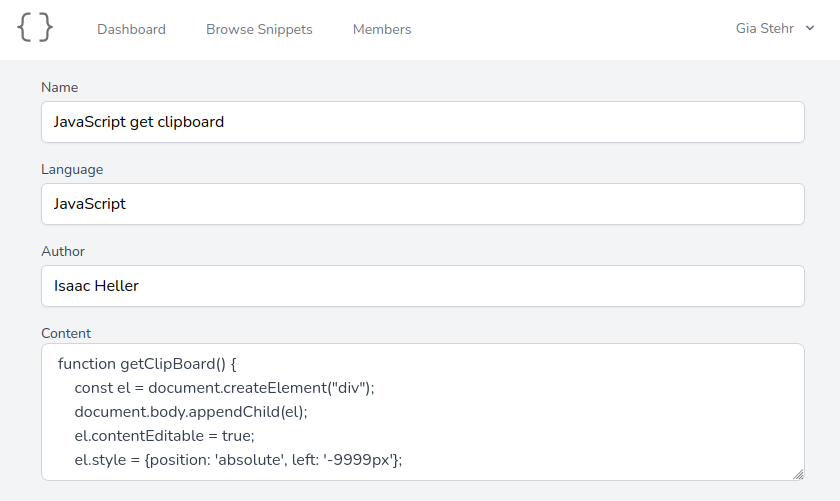 { } Dashboard Browse Snippets Members Gia Stehr
Name
JavaScript get clipboard
Language
JavaScript
Author
Isaac Heller
Content
function getClipBoard() {
    const el = document.createElement("div");
    document.body.appendChild(el);
    el.contentEditable = true;
    el.style = {position: 'absolute', left: '-9999px'};